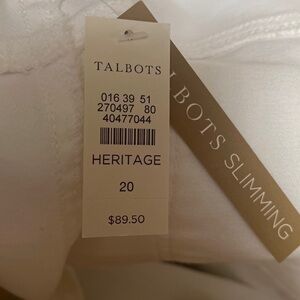 TALBOTS
016 39 51
270497 80
40477044
HERITAGE
20
$89.50
LBOTS SLIMMING